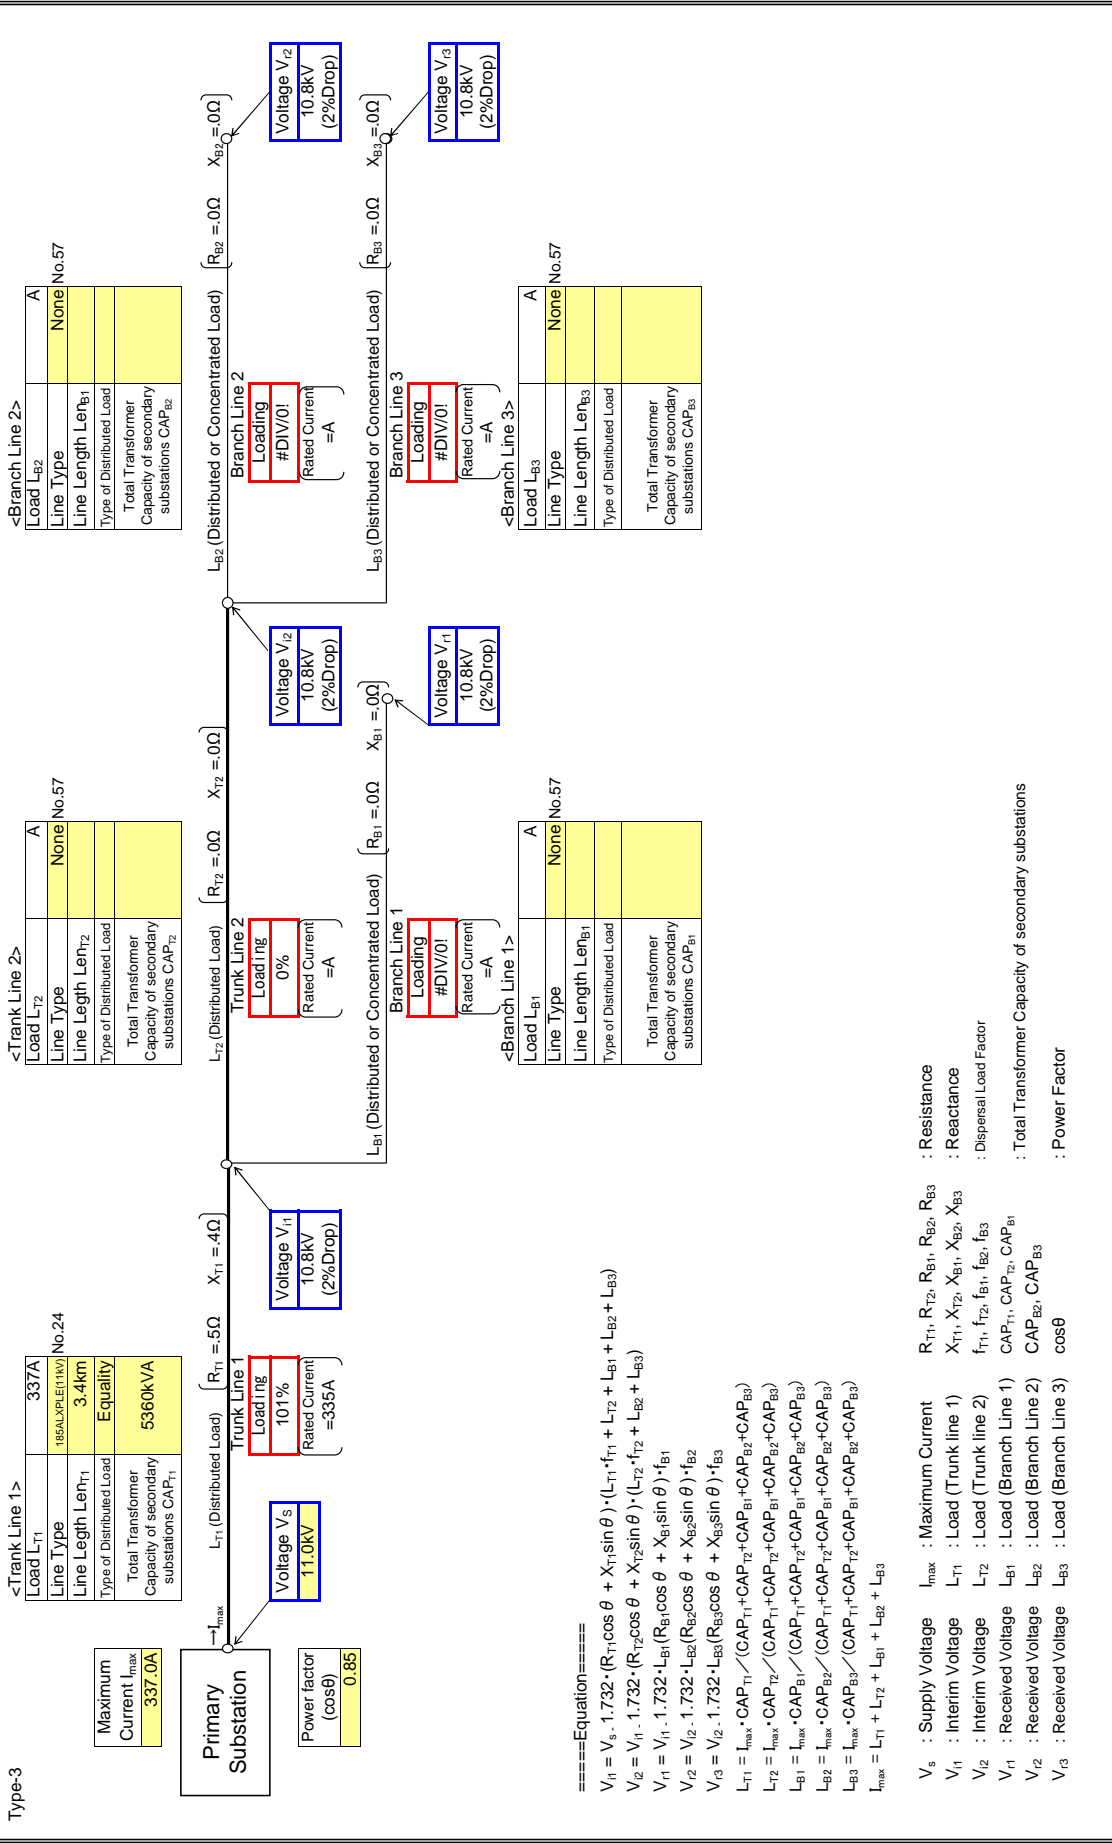 Type-3
Maximum
Current Imax
337.0A
Primary
Substation
Power factor
(cosθ)
0.85
→Imax
Voltage VS
11.0kV
<Trank Line 1>
Load LT1 337A
Line Type 185ALXPLE(11kV) No.24
Line Legth LenT1 3.4km
Type of Distributed Load Equality
Total Transformer
Capacity of secondary
substations CAPT1
5360kVA
LT1 (Distributed Load)
RT1 =.5Ω XT1 =.4Ω
Trunk Line 1
Loading
101%
Rated Current
=335A
Voltage Vi1
10.8kV
(2%Drop)
<Trank Line 2>
Load LT2 A
Line Type None No.57
Line Length LenT2
Type of Distributed Load
Total Transformer
Capacity of secondary
substations CAPT2
LT2 (Distributed Load)
RT2 =.0Ω XT2 =.0Ω
Trunk Line 2
Loading
0%
Rated Current
=A
Voltage Vi2
10.8kV
(2%Drop)
LB1 (Distributed or Concentrated Load)
RB1 =.0Ω XB1 =.0Ω
Branch Line 1
Loading
#DIV/0!
Rated Current
=A
Voltage Vr1
10.8kV
(2%Drop)
<Branch Line 1>
Load LB1 A
Line Type None No.57
Line Length LenB1
Type of Distributed Load
Total Transformer
Capacity of secondary
substations CAPB1
<Branch Line 2>
Load LB2 A
Line Type None No.57
Line Length LenB1
Type of Distributed Load
Total Transformer
Capacity of secondary
substations CAPB2
LB2 (Distributed or Concentrated Load)
RB2 =.0Ω XB2 =.0Ω
Branch Line 2
Loading
#DIV/0!
Rated Current
=A
Voltage Vr2
10.8kV
(2%Drop)
LB3 (Distributed or Concentrated Load)
RB3 =.0Ω XB3 =.0Ω
Branch Line 3
Loading
#DIV/0!
Rated Current
=A
Voltage Vr3
10.8kV
(2%Drop)
<Branch Line 3>
Load LB3 A
Line Type None No.57
Line Length LenB3
Type of Distributed Load
Total Transformer
Capacity of secondary
substations CAPB3
=====Equation=====
Vi1 = Vs - 1.732・(RT1cosθ + XT1sinθ)・(LT1・fT1 + LT2 + LB1 + LB2 + LB3)
Vi2 = Vi1 - 1.732・(RT2cosθ + XT2sinθ)・(LT2・fT2 + LB2 + LB3)
Vr1 = Vi1 - 1.732・LB1(RB1cosθ + XB1sinθ)・fB1
Vr2 = Vi2 - 1.732・LB2(RB2cosθ + XB2sinθ)・fB2
Vr3 = Vi2 - 1.732・LB3(RB3cosθ + XB3sinθ)・fB3
LT1 = Imax・CAPT1／(CAPT1+CAPT2+CAPB1+CAPB2+CAPB3)
LT2 = Imax・CAPT2／(CAPT1+CAPT2+CAPB1+CAPB2+CAPB3)
LB1 = Imax・CAPB1／(CAPT1+CAPT2+CAPB1+CAPB2+CAPB3)
LB2 = Imax・CAPB2／(CAPT1+CAPT2+CAPB1+CAPB2+CAPB3)
LB3 = Imax・CAPB3／(CAPT1+CAPT2+CAPB1+CAPB2+CAPB3)
Imax = LT1 + LT2 + LB1 + LB2 + LB3
Vs : Supply Voltage Imax : Maximum Current RT1, RT2, RB1, RB2, RB3 : Resistance
Vi1 : Interim Voltage LT1 : Load (Trunk line 1) XT1, XT2, XB1, XB2, XB3 : Reactance
Vi2 : Interim Voltage LT2 : Load (Trunk line 2) fT1, fT2, fB1, fB2, fB3 : Dispersal Load Factor
Vr1 : Received Voltage LB1 : Load (Branch Line 1) CAPT1, CAPT2, CAPB1 : Total Transformer Capacity of secondary substations
Vr2 : Received Voltage LB2 : Load (Branch Line 2) CAPB2, CAPB3
Vr3 : Received Voltage LB3 : Load (Branch Line 3) cosθ : Power Factor